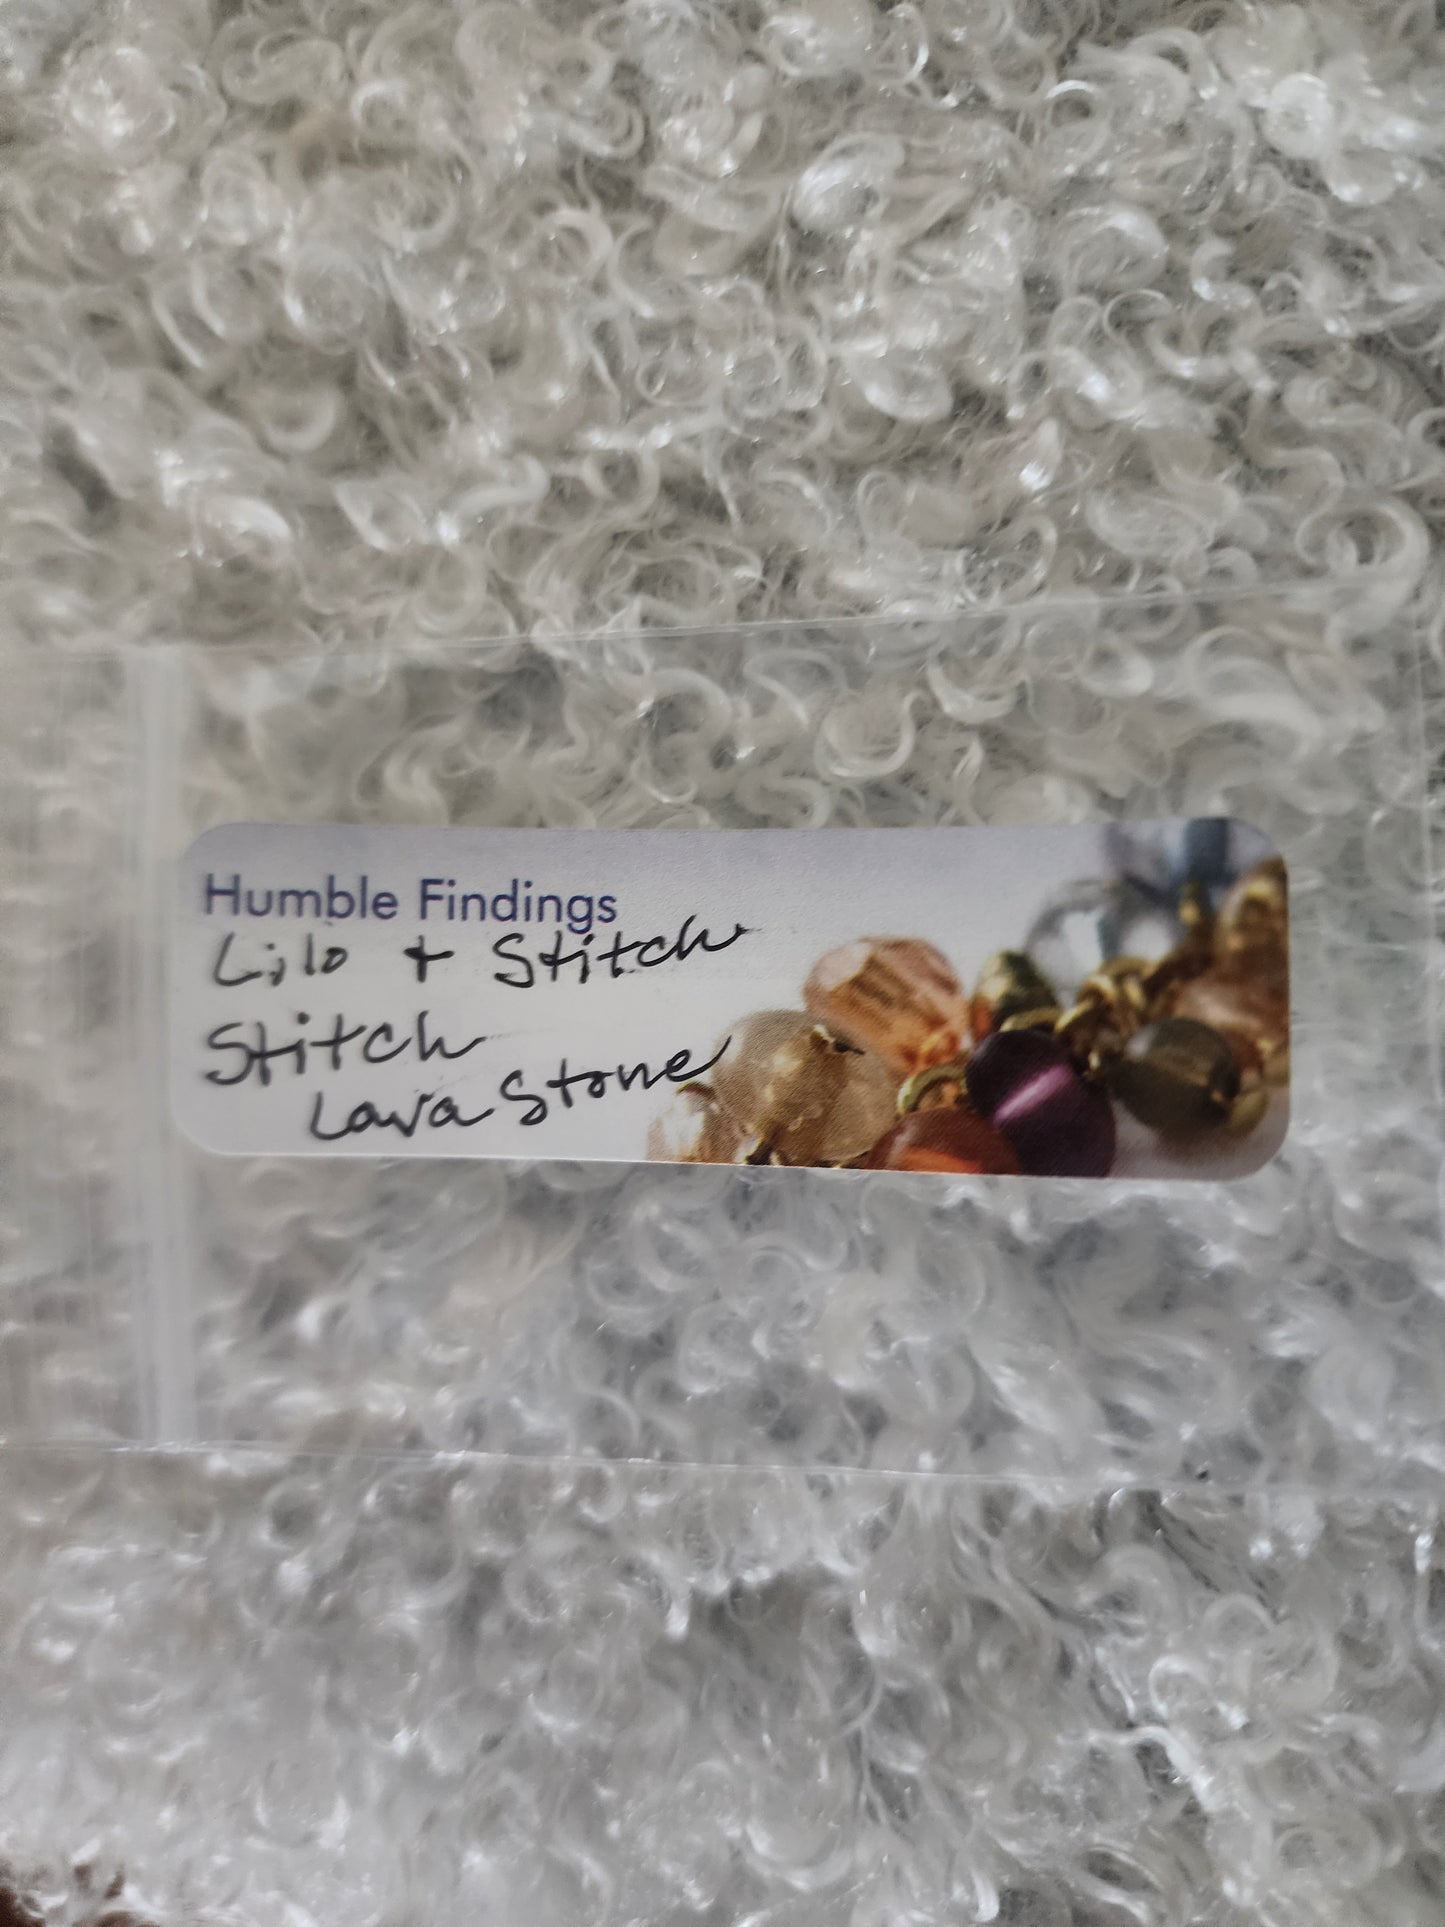 Humble Findings
Lilo + Stitch
Stitch
Lava Stone